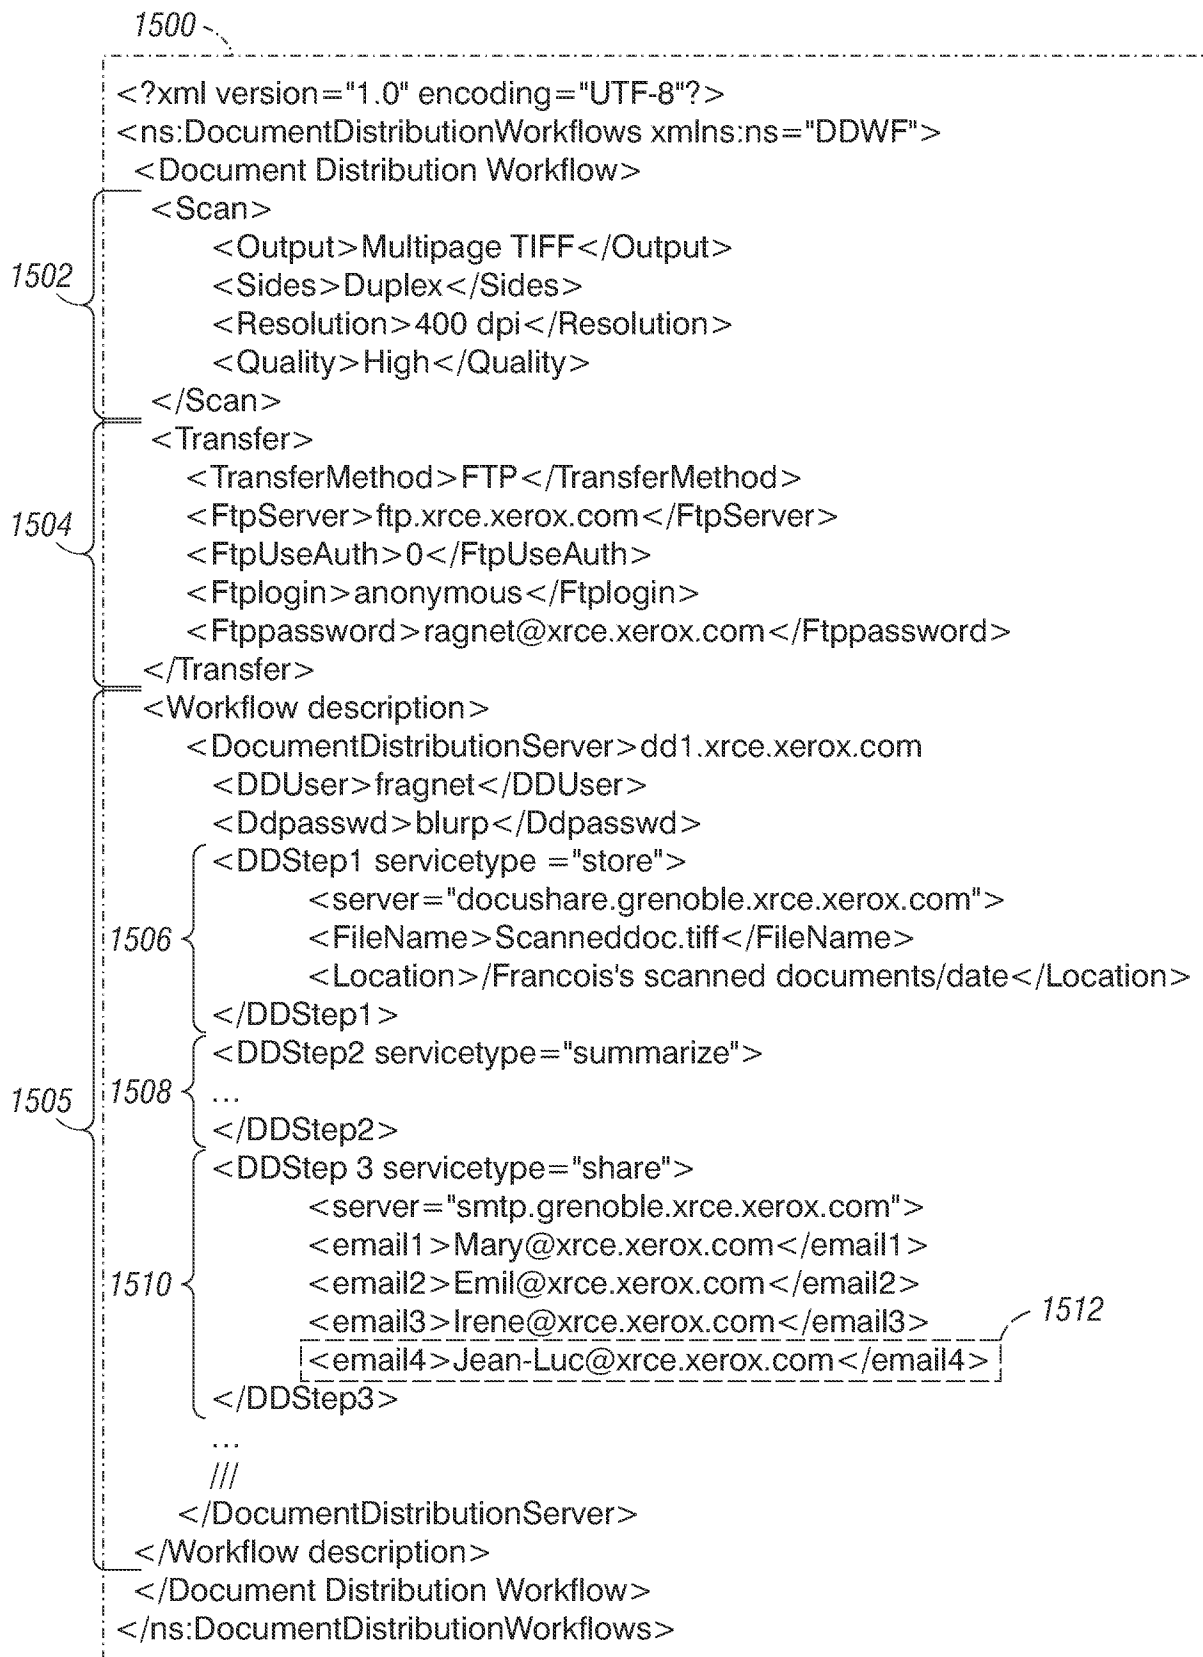 1500
<?xml version="1.0" encoding="UTF-8"?>
<ns:DocumentDistributionWorkflows xmlns:ns="DDWF">
<Document Distribution Workflow>
<Scan>
<Output>Multipage TIFF</Output>
1502
<Sides>Duplex</Sides>
<Resolution>400 dpi</Resolution>
<Quality>High</Quality>
</Scan>
<Transfer>
<TransferMethod>FTP</TransferMethod>
1504
<FtpServer>ftp.xrce.xerox.com</FtpServer>
<FtpUseAuth>0</FtpUseAuth>
<Ftplogin>anonymous</Ftplogin>
<Ftppassword>ragnet@xrce.xerox.com</Ftppassword>
</Transfer>
<Workflow description>
<DocumentDistributionServer>dd1.xrce.xerox.com
<DDUser>fragnet</DDUser>
<Ddpasswd>blurp</Ddpasswd>
<DDStep1 servicetype ="store">
<server="docushare.grenoble.xrce.xerox.com">
1506
<FileName>Scanneddoc.tiff</FileName>
<Location>/Francois's scanned documents/date</Location>
</DDStep1>
<DDStep2 servicetype="summarize">
1505
1508
...
</DDStep2>
<DDStep 3 servicetype="share">
<server="smtp.grenoble.xrce.xerox.com">
<email1>Mary@xrce.xerox.com</email1>
1510
<email2>Emil@xrce.xerox.com</email2>
<email3>Irene@xrce.xerox.com</email3>
1512
<email4>Jean-Luc@xrce.xerox.com</email4>
</DDStep3>
...
///
</DocumentDistributionServer>
</Workflow description>
</Document Distribution Workflow>
</ns:DocumentDistributionWorkflows>